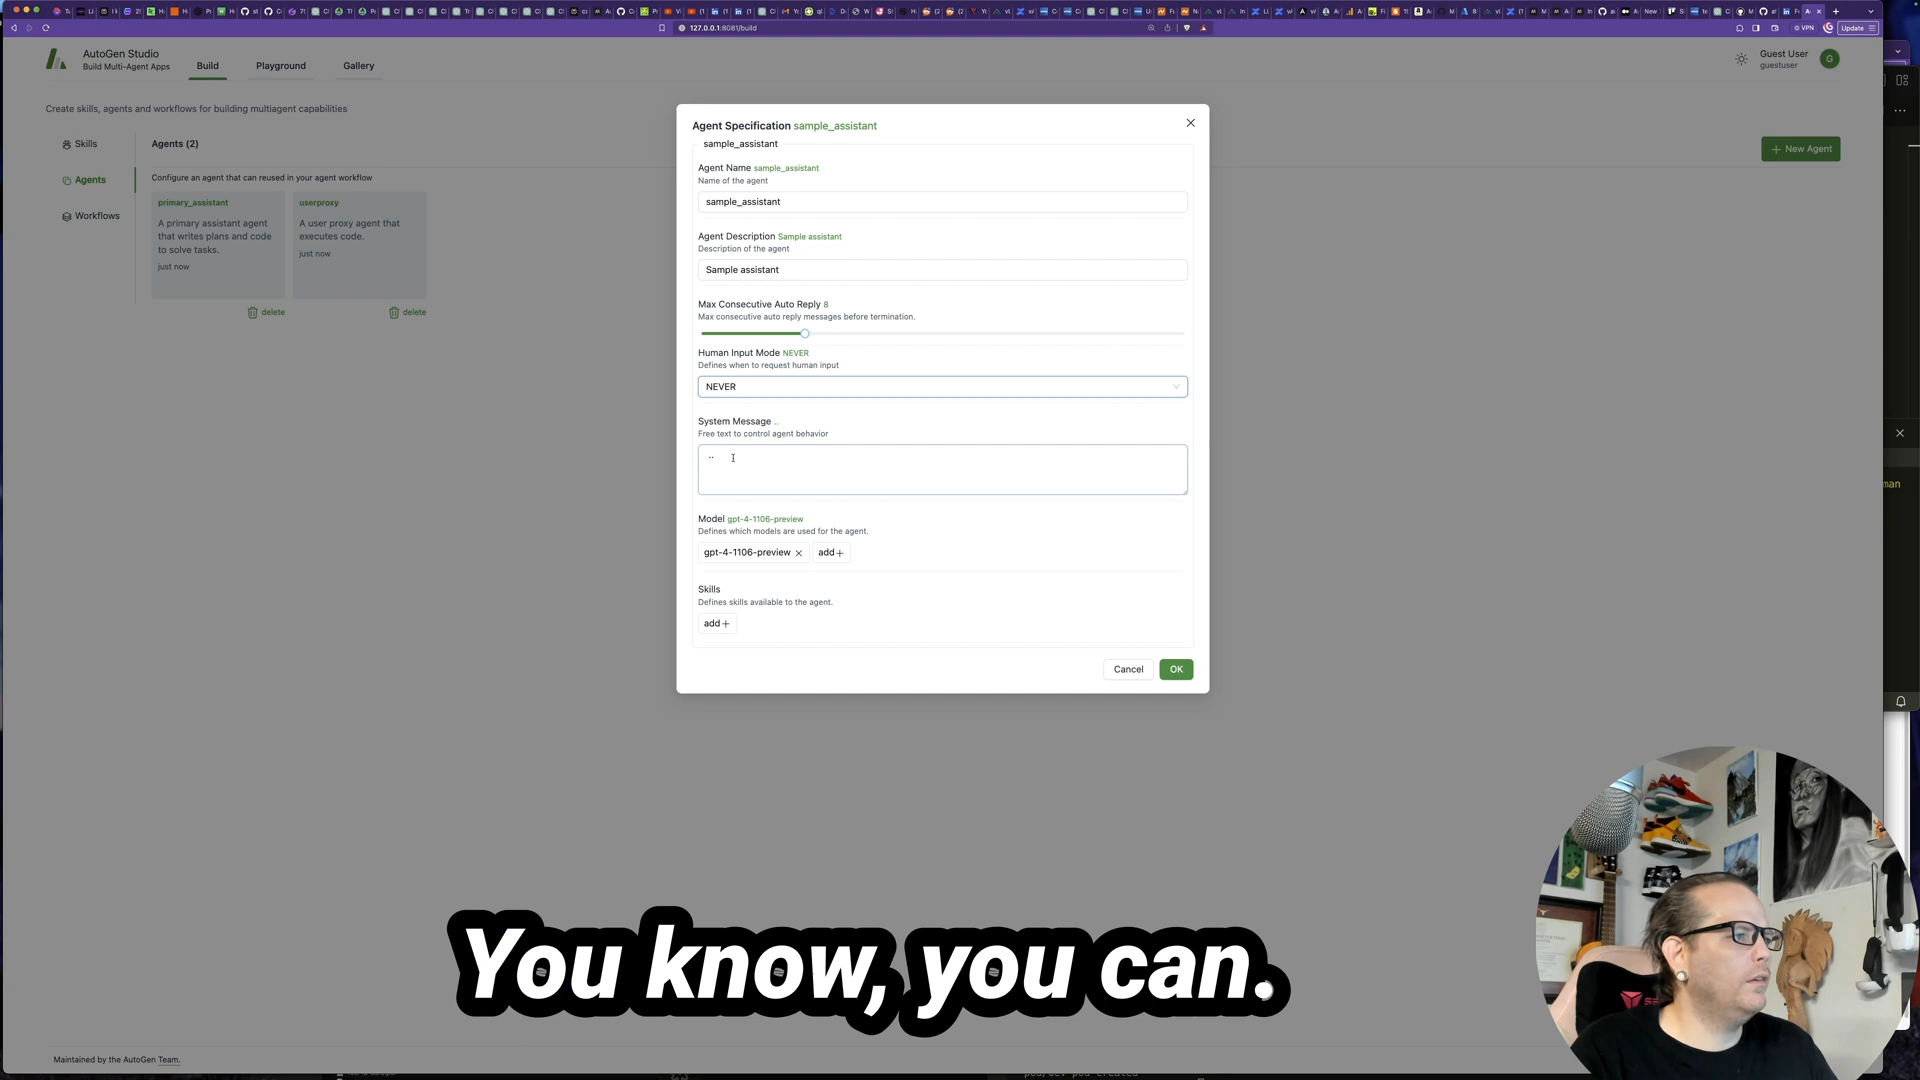 127.0.0.1:8081/build
VPN
Update
AutoGen Studio
Build Multi-Agent Apps
Build
Playground
Gallery
Guest User
guestuser
G
Create skills, agents and workflows for building multiagent capabilities
Skills
Agents
Workflows
Agents (2)
+ New Agent
Configure an agent that can reused in your agent workflow
primary_assistant
A primary assistant agent
that writes plans and code
to solve tasks.
just now
delete
userproxy
A user proxy agent that
executes code.
just now
delete
Agent Specification sample_assistant
sample_assistant
Agent Name sample_assistant
Name of the agent
sample_assistant
Agent Description Sample assistant
Description of the agent
Sample assistant
Max Consecutive Auto Reply 8
Max consecutive auto reply messages before termination.
Human Input Mode NEVER
Defines when to request human input
NEVER
System Message ..
Free text to control agent behavior
..
Model gpt-4-1106-preview
Defines which models are used for the agent.
gpt-4-1106-preview
add+
Skills
Defines skills available to the agent.
add+
Cancel
OK
You know, you can.
Maintained by the AutoGen Team.